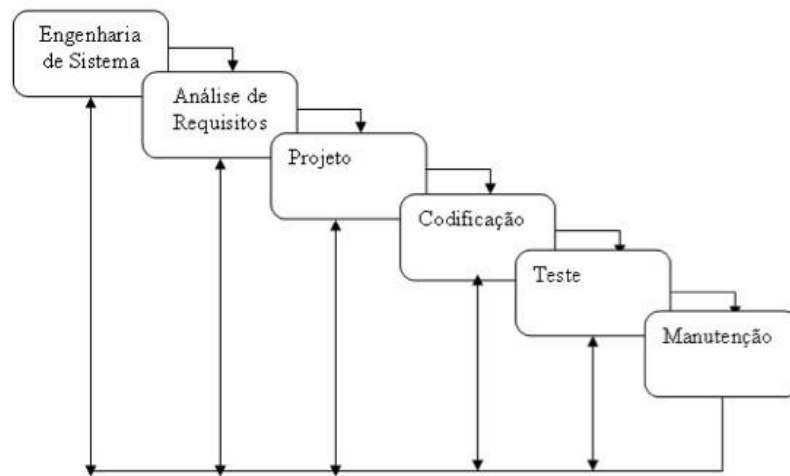 Engenharia
de Sistema
Análise de
Requisitos
Projeto
Codificação
Teste
Manutenção